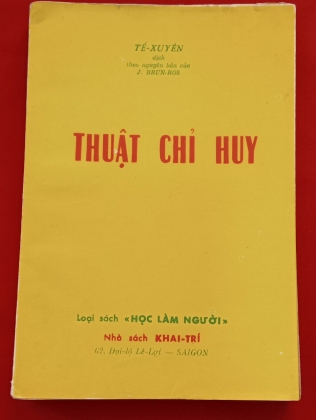 TẾ-XUYÊN
dịch
theo nguyên bản của
J. BRUN-ROS
THUẬT CHỈ HUY
Loại sách «HỌC LÀM NGƯỜI»
Nhà sách KHAI-TRÍ
62, Đại-lộ Lê-Lợi — SAIGON